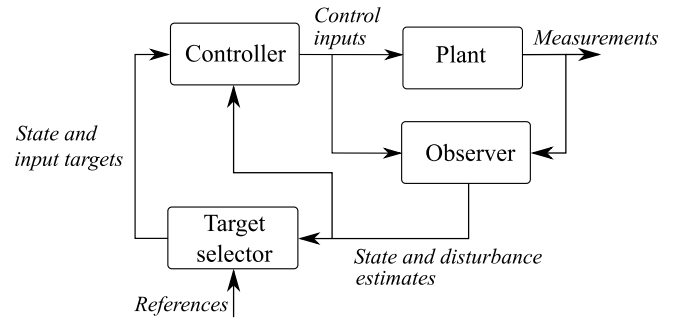 Control
inputs
Controller
Plant
Measurements
State and
input targets
Observer
Target
selector
State and disturbance
estimates
References